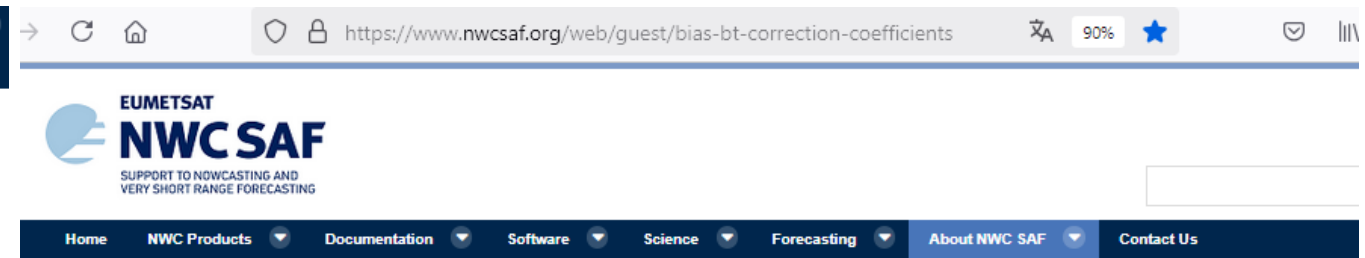 https://www.nwcsaf.org/web/guest/bias-bt-correction-coefficients 90%
EUMETSAT
NWC SAF
SUPPORT TO NOWCASTING AND
VERY SHORT RANGE FORECASTING
Home NWC Products Documentation Software Science Forecasting About NWC SAF Contact Us